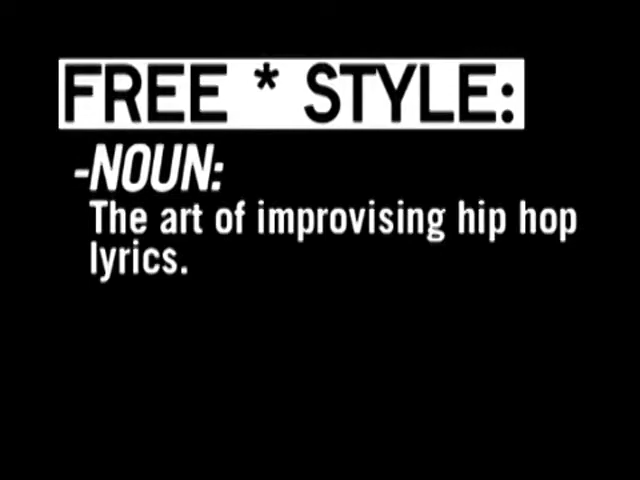 FREE * STYLE:
-NOUN:
The art of improvising hip hop
lyrics.